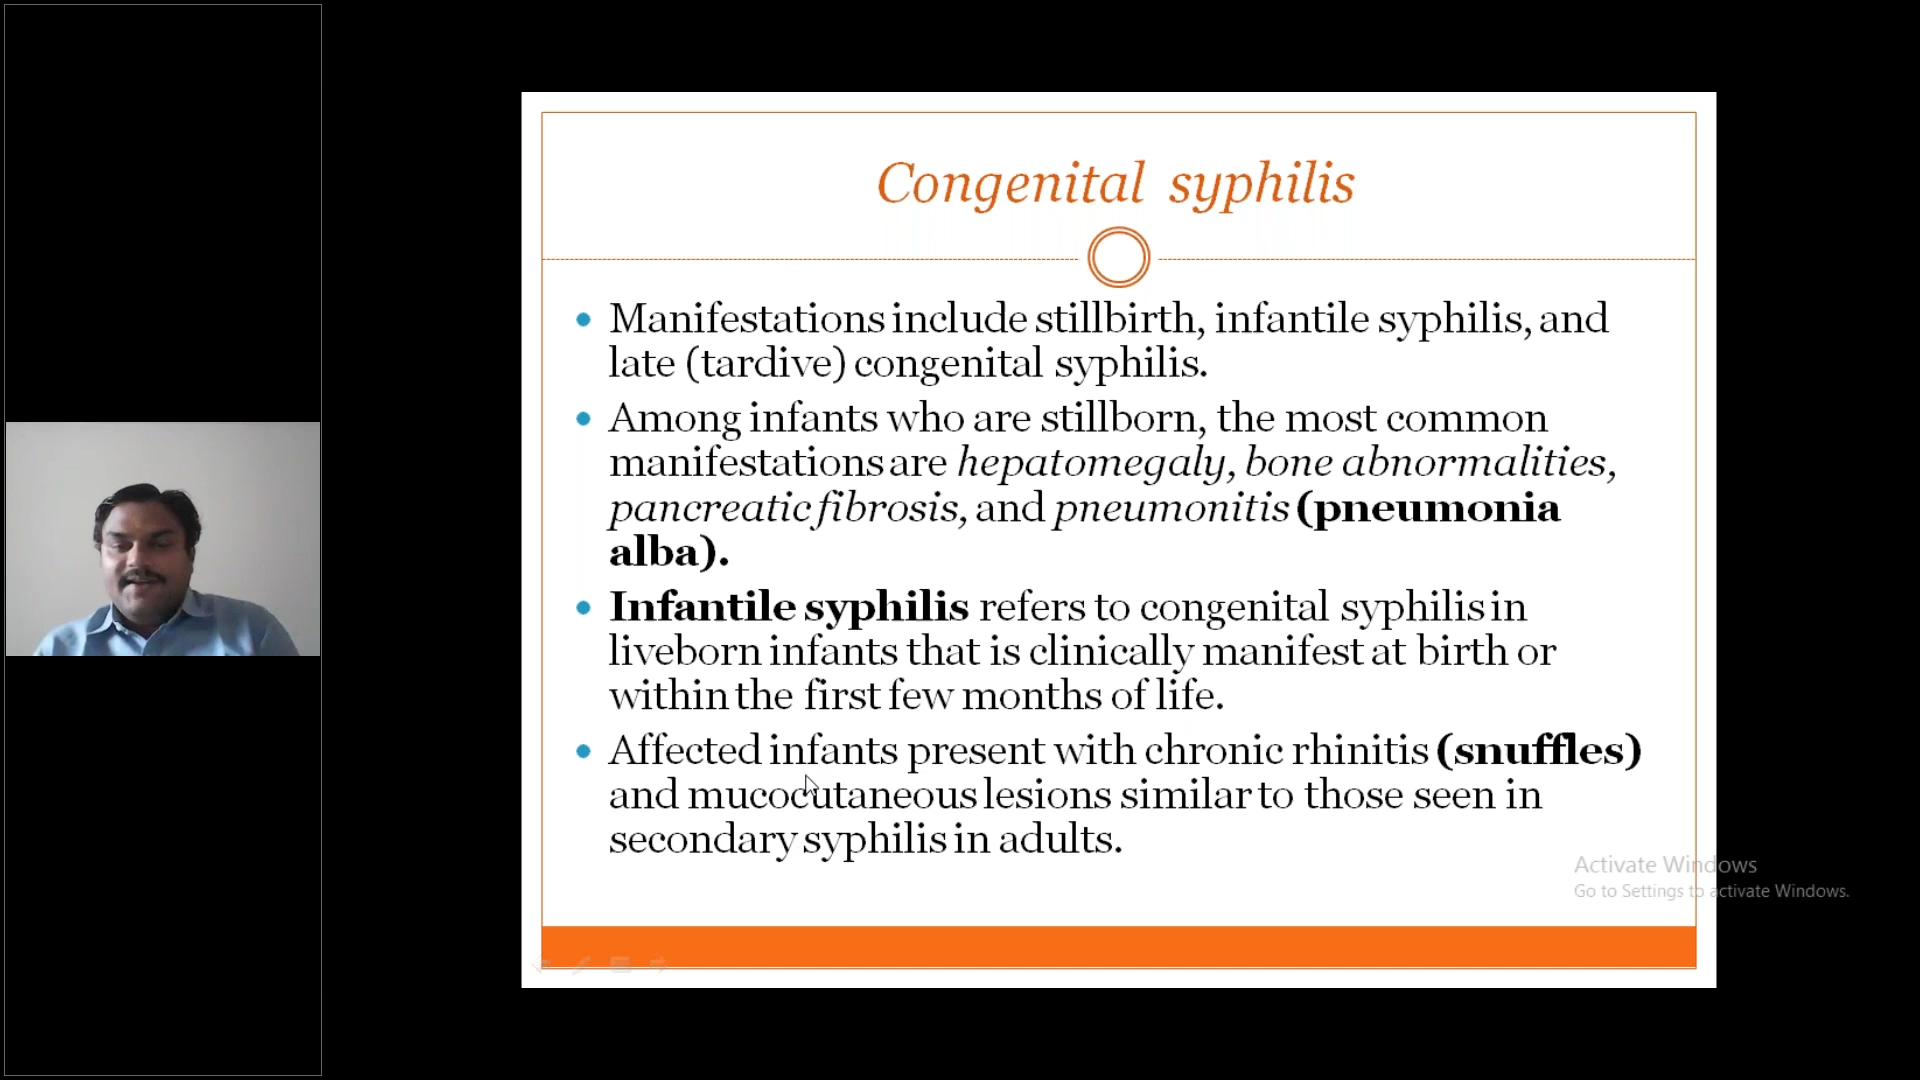 Congenital syphilis
• Manifestations include stillbirth, infantile syphilis, and
late (tardive) congenital syphilis.
• Among infants who are stillborn, the most common
manifestations are hepatomegaly, bone abnormalities,
pancreatic fibrosis, and pneumonitis (pneumonia
alba).
• Infantile syphilis refers to congenital syphilis in
liveborn infants that is clinically manifest at birth or
within the first few months of life.
• Affected infants present with chronic rhinitis (snuffles)
and mucocutaneous lesions similar to those seen in
secondary syphilis in adults.
Activate Windows
Go to Settings to activate Windows.